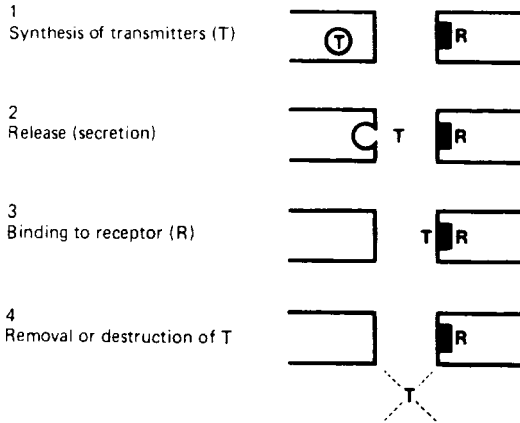 1
Synthesis of transmitters (T)
T
R
2
Release (secretion)
T
R
3
Binding to receptor (R)
T R
4
Removal or destruction of T
R
T